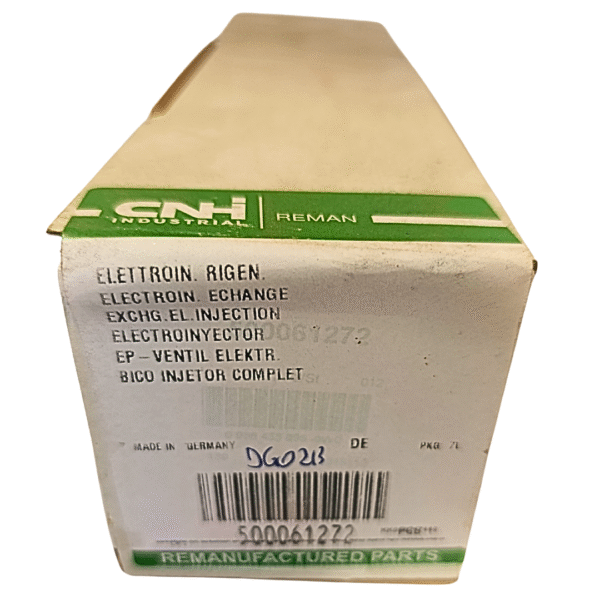 CNH
INDUSTRIAL
REMAN
ELETTROIN. RIGEN.
ELECTROIN. ECHANGE
EXCHG.EL.INJECTION
ELECTROINYECTOR
500061272
EP-VENTIL ELEKTR.
BICO INJETOR COMPLET
MADE IN GERMANY DE
DG0213
500061272
REMANUFACTURED PARTS